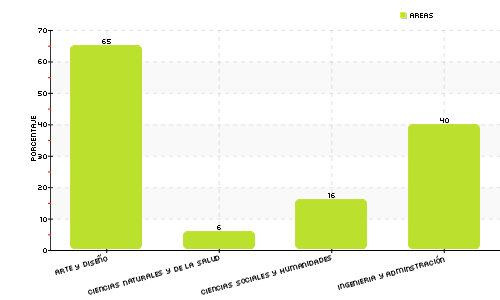 AREAS
PORCENTAJE
70
60
50
40
30
20
10
0
65
6
16
40
ARTE Y DISEÑO
CIENCIAS NATURALES Y DE LA SALUD
CIENCIAS SOCIALES Y HUMANIDADES
INGENIERIA Y ADMINSTRACIÓN